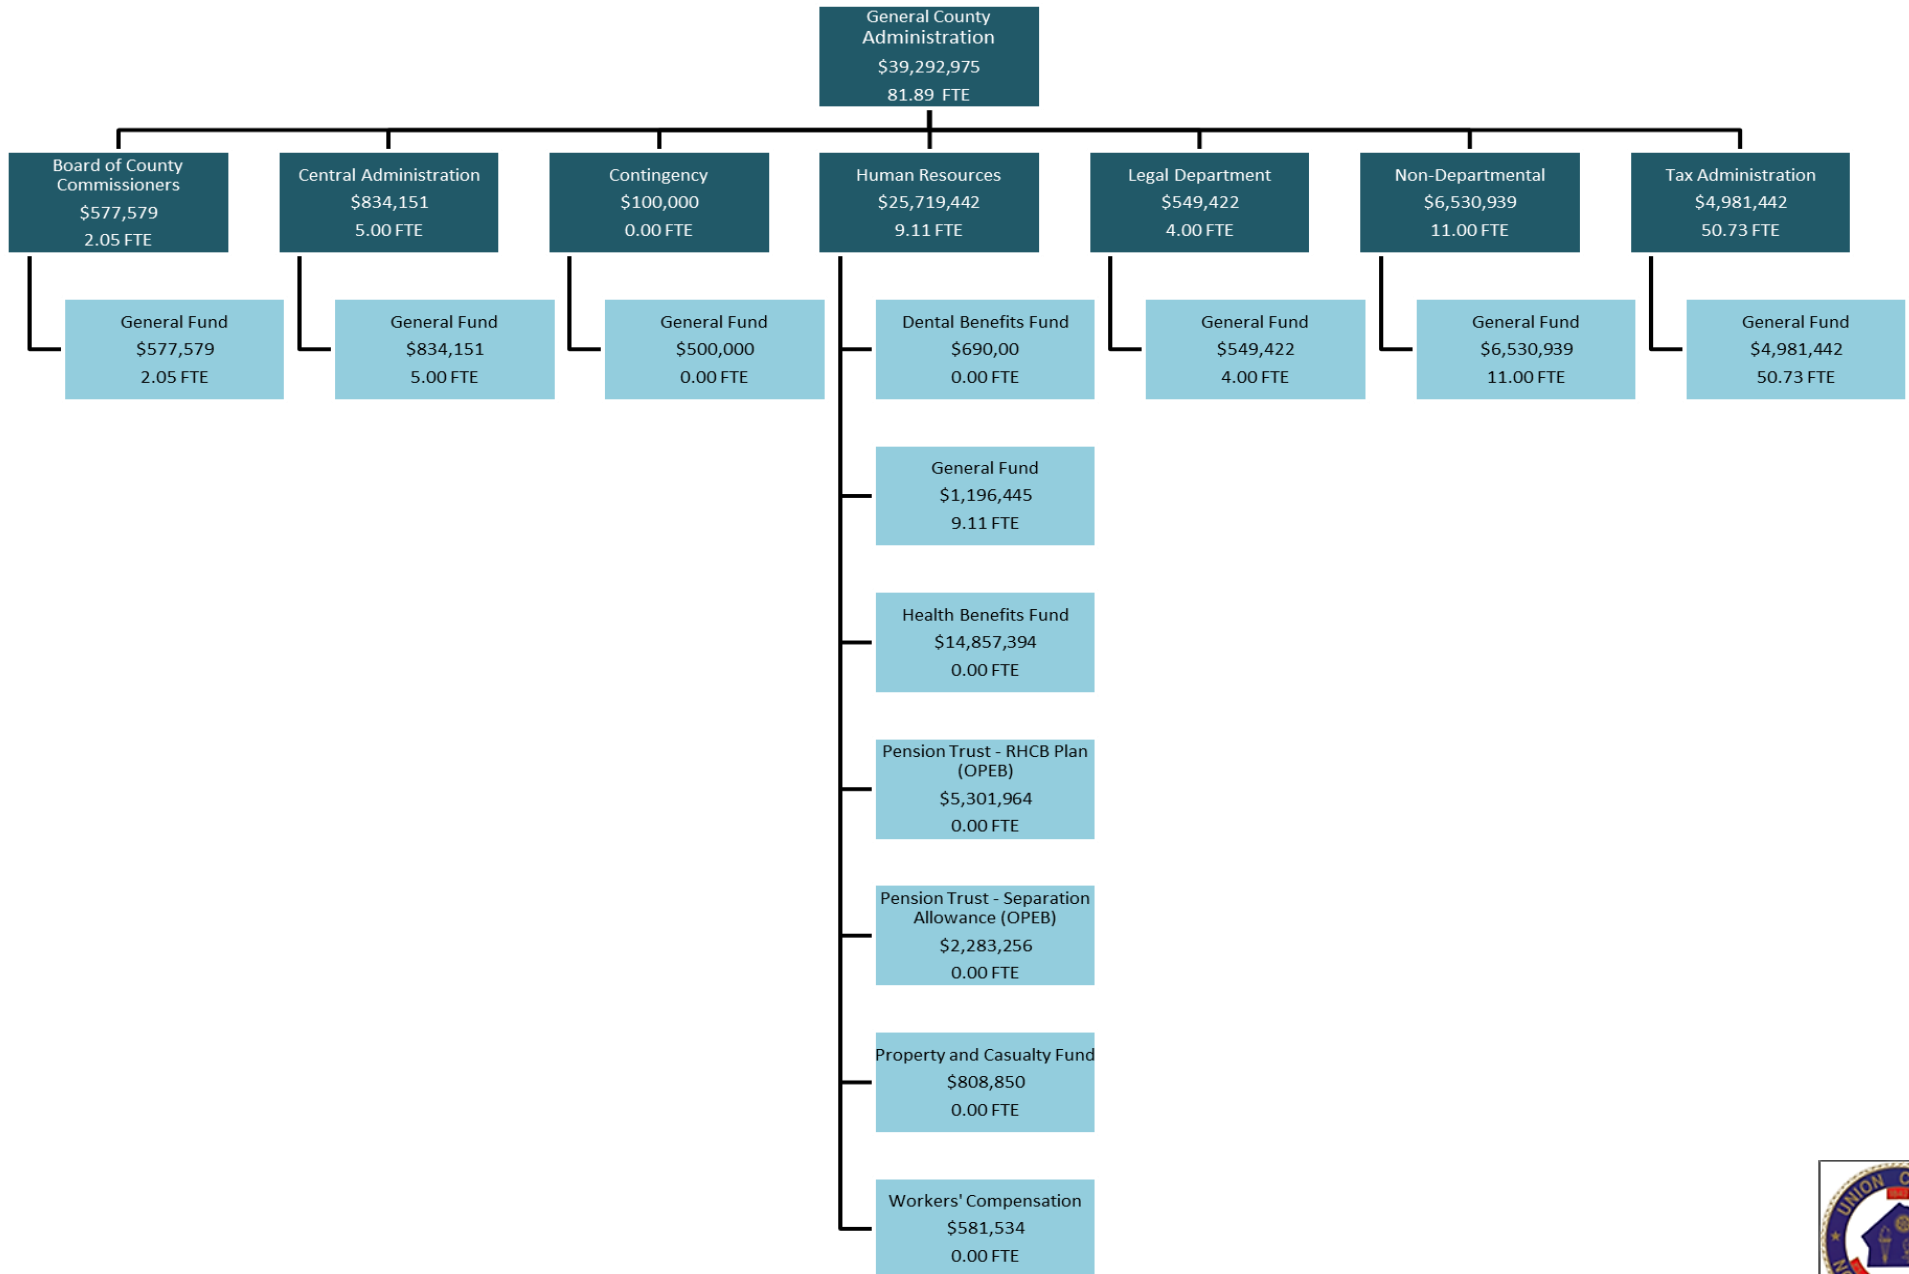 General County
Administration
$39,292,975
81.89 FTE
Board of County
Commissioners
$577,579
2.05 FTE
Central Administration
$834,151
5.00 FTE
Contingency
$100,000
0.00 FTE
Human Resources
$25,719,442
9.11 FTE
Legal Department
$549,422
4.00 FTE
Non-Departmental
$6,530,939
11.00 FTE
Tax Administration
$4,981,442
50.73 FTE
General Fund
$577,579
2.05 FTE
General Fund
$834,151
5.00 FTE
General Fund
$500,000
0.00 FTE
Dental Benefits Fund
$690,00
0.00 FTE
General Fund
$549,422
4.00 FTE
General Fund
$6,530,939
11.00 FTE
General Fund
$4,981,442
50.73 FTE
General Fund
$1,196,445
9.11 FTE
Health Benefits Fund
$14,857,394
0.00 FTE
Pension Trust - RHCB Plan
(OPEB)
$5,301,964
0.00 FTE
Pension Trust - Separation
Allowance (OPEB)
$2,283,256
0.00 FTE
Property and Casualty Fund
$808,850
0.00 FTE
Workers' Compensation
$581,534
0.00 FTE
UNION